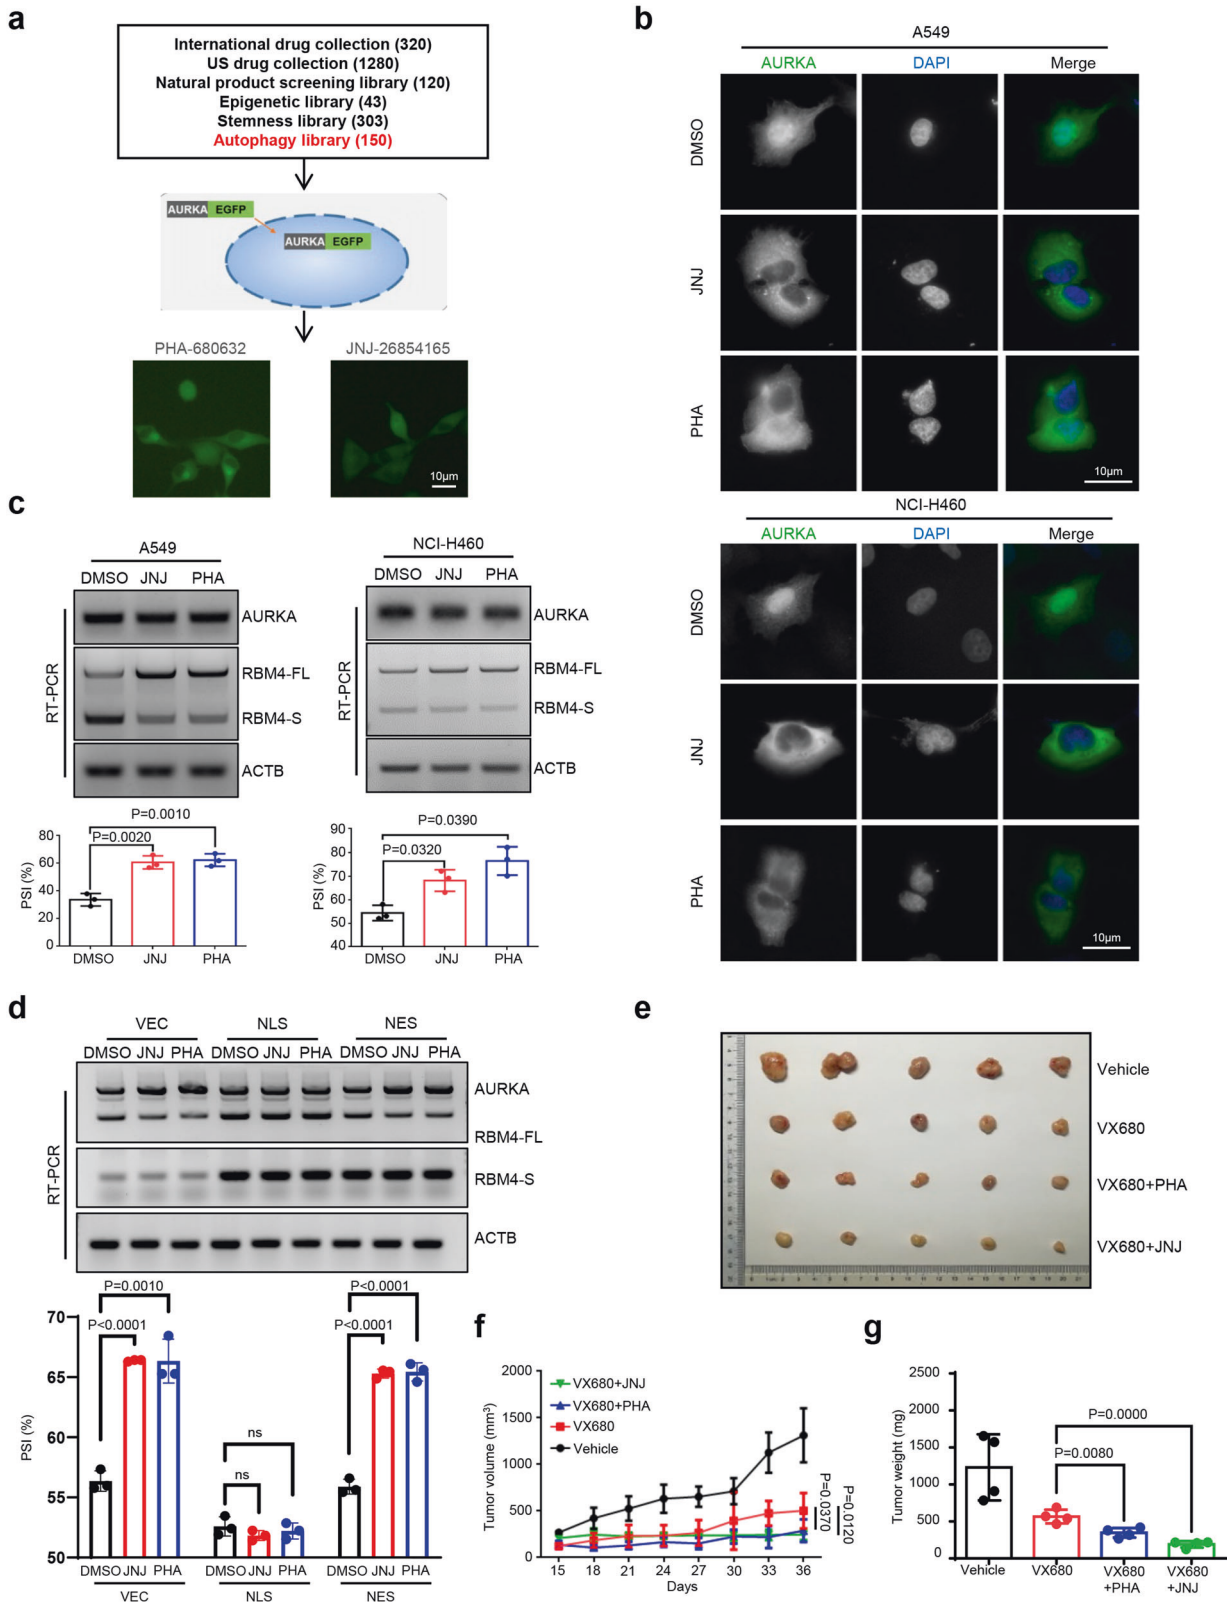 a
International drug collection (320)
US drug collection (1280)
Natural product screening library (120)
Epigenetic library (43)
Stemness library (303)
Autophagy library (150)
AURKA EGFP
AURKA EGFP
PHA-680632 JNJ-26854165
10μm
b
A549
AURKA DAPI Merge
DMSO
JNJ
PHA
10μm
NCI-H460
AURKA DAPI Merge
DMSO
JNJ
PHA
10μm
c
A549
DMSO JNJ PHA
RT-PCR
AURKA
RBM4-FL
RBM4-S
ACTB
NCI-H460
DMSO JNJ PHA
RT-PCR
AURKA
RBM4-FL
RBM4-S
ACTB
P=0.0010
P=0.0020
PSI (%)
80
60
40
20
0
DMSO JNJ PHA
P=0.0390
P=0.0320
PSI (%)
90
80
70
60
50
40
DMSO JNJ PHA
d
VEC NLS NES
DMSO JNJ PHA DMSO JNJ PHA DMSO JNJ PHA
RT-PCR
AURKA
RBM4-FL
RBM4-S
ACTB
P=0.0010
P<0.0001
P<0.0001
P<0.0001
ns
ns
PSI (%)
70
65
60
55
50
DMSO JNJ PHA DMSO JNJ PHA DMSO JNJ PHA
VEC NLS NES
e
Vehicle
VX680
VX680+PHA
VX680+JNJ
f
Tumor volume (mm³)
2000
1500
1000
500
0
VX680+JNJ
VX680+PHA
VX680
Vehicle
P=0.0370
P=0.0120
15 18 21 24 27 30 33 36
Days
g
Tumor weight (mg)
2500
2000
1500
1000
500
0
P=0.0000
P=0.0080
Vehicle VX680 VX680 VX680
+PHA +JNJ